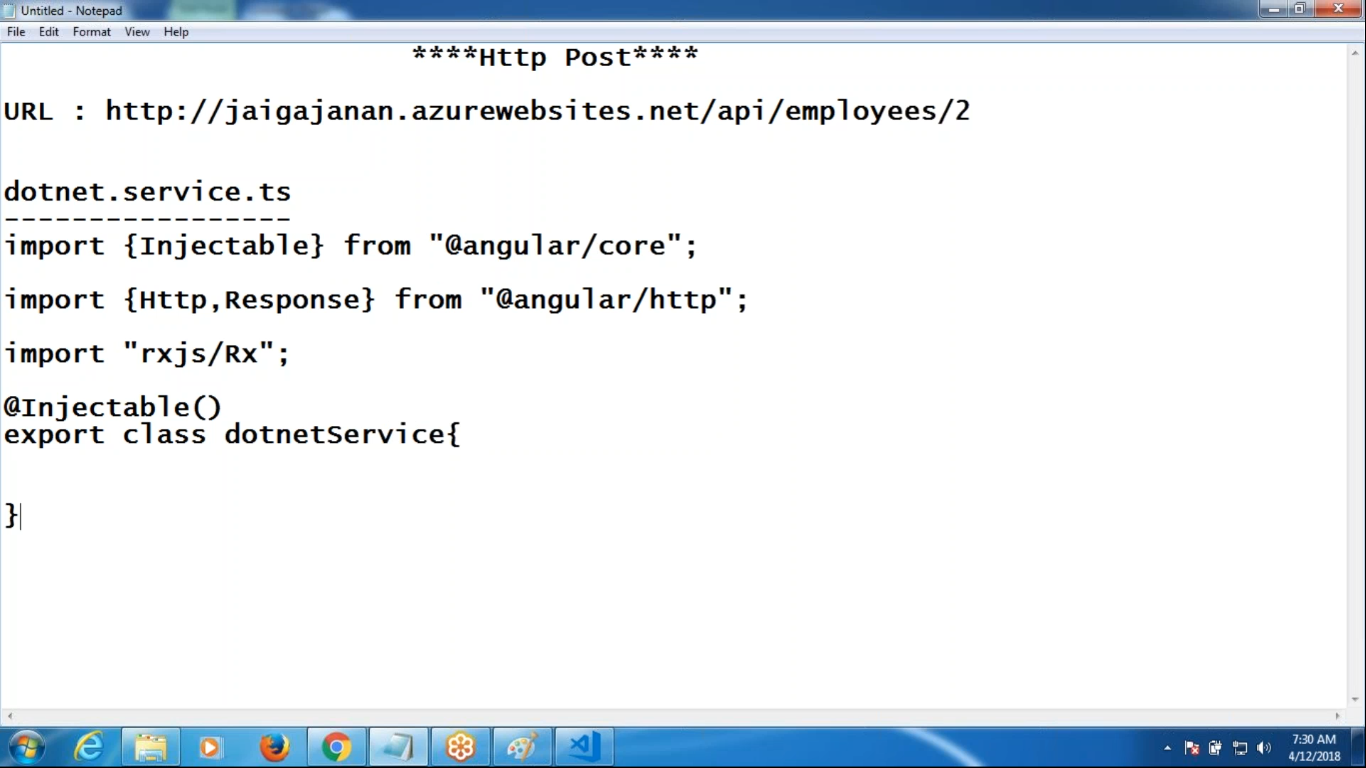 Untitled - Notepad
File Edit Format View Help
****Http Post****
URL : http://jaigajanan.azurewebsites.net/api/employees/2
dotnet.service.ts
-----------------
import {Injectable} from "@angular/core";
import {Http,Response} from "@angular/http";
import "rxjs/Rx";
@Injectable()
export class dotnetService{
}
7:30 AM
4/12/2018